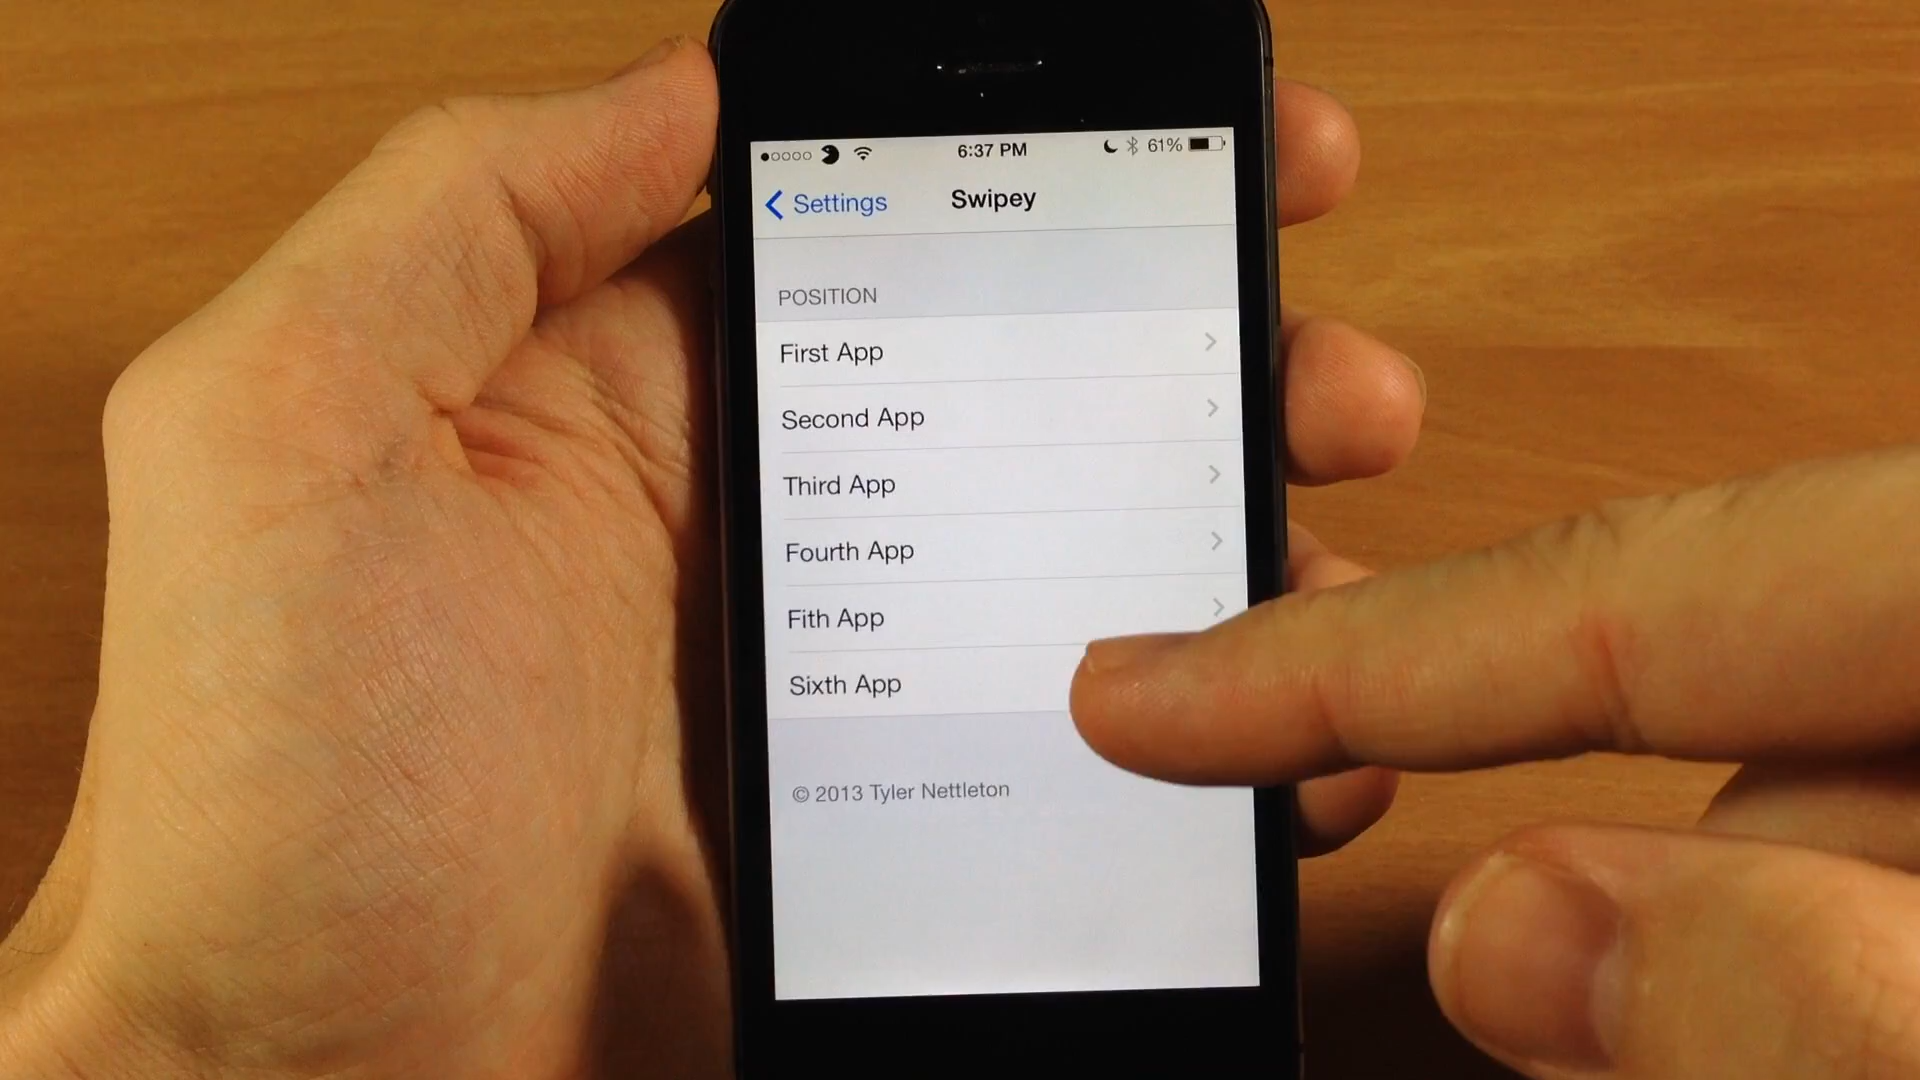 6:37 PM 61%
Settings Swipey
POSITION
First App
Second App
Third App
Fourth App
Fith App
Sixth App
© 2013 Tyler Nettleton